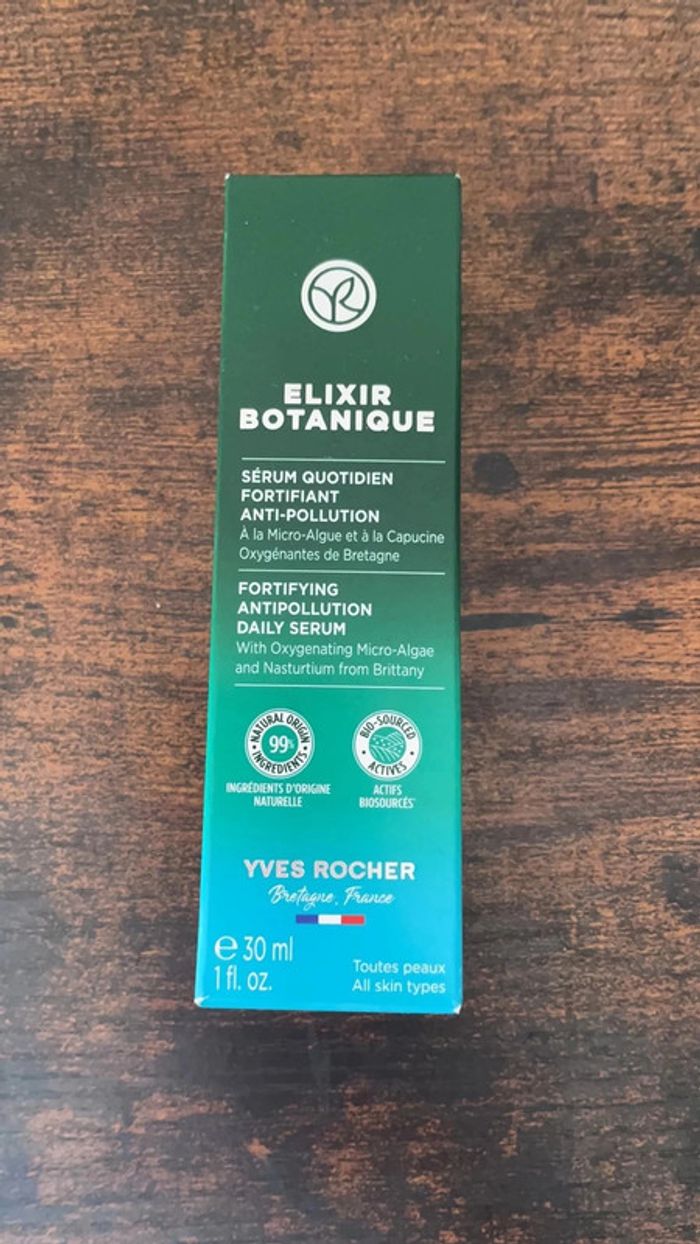 ELIXIR
BOTANIQUE
SÉRUM QUOTIDIEN
FORTIFIANT
ANTI-POLLUTION
À la Micro-Algue et à la Capucine
Oxygénantes de Bretagne
FORTIFYING
ANTIPOLLUTION
DAILY SERUM
With Oxygenating Micro-Algae
and Nasturtium from Brittany
NATURAL ORIGIN
99%
INGREDIENTS
INGRÉDIENTS D'ORIGINE
NATURELLE
BIO-SOURCED
ACTIVES
ACTIFS
BIOSOURCÉS*
YVES ROCHER
Bretagne, France
℮ 30 ml
1 fl. oz.
Toutes peaux
All skin types